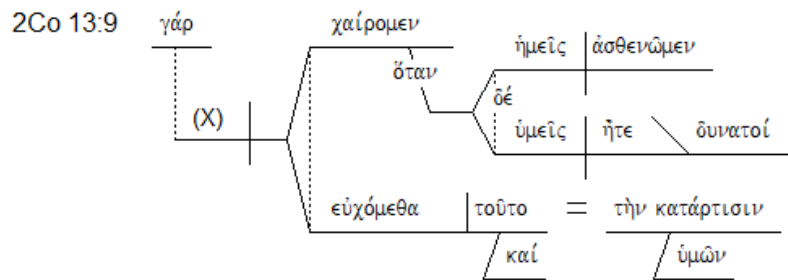 2Co 13:9 γάρ χαίρομεν ἡμεῖς ἀσθενῶμεν
ὅταν
δέ
(X) ὑμεῖς ἦτε δυνατοί
εὐχόμεθα τοῦτο = τὴν κατάρτισιν
καί ὑμῶν